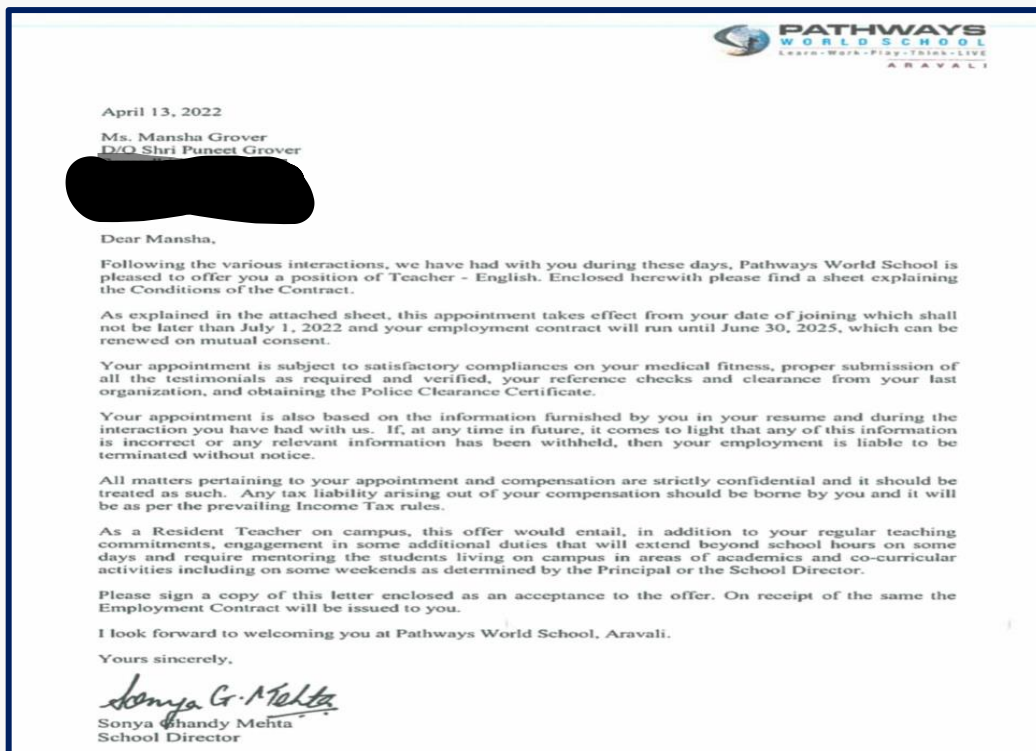 PATHWAYS
WORLD SCHOOL
Learn-Work-Play-Think-LIVE
ARAVALI
April 13, 2022
Ms. Mansha Grover
D/O Shri Puneet Grover
Dear Mansha,
Following the various interactions, we have had with you during these days, Pathways World School is
pleased to offer you a position of Teacher - English. Enclosed herewith please find a sheet explaining
the Conditions of the Contract.
As explained in the attached sheet, this appointment takes effect from your date of joining which shall
not be later than July 1, 2022 and your employment contract will run until June 30, 2025, which can be
renewed on mutual consent.
Your appointment is subject to satisfactory compliances on your medical fitness, proper submission of
all the testimonials as required and verified, your reference checks and clearance from your last
organization, and obtaining the Police Clearance Certificate.
Your appointment is also based on the information furnished by you in your resume and during the
interaction you have had with us. If, at any time in future, it comes to light that any of this information
is incorrect or any relevant information has been withheld, then your employment is liable to be
terminated without notice.
All matters pertaining to your appointment and compensation are strictly confidential and it should be
treated as such. Any tax liability arising out of your compensation should be borne by you and it will
be as per the prevailing Income Tax rules.
As a Resident Teacher on campus, this offer would entail, in addition to your regular teaching
commitments, engagement in some additional duties that will extend beyond school hours on some
days and require mentoring the students living on campus in areas of academics and co-curricular
activities including on some weekends as determined by the Principal or the School Director.
Please sign a copy of this letter enclosed as an acceptance to the offer. On receipt of the same the
Employment Contract will be issued to you.
I look forward to welcoming you at Pathways World School, Aravali.
Yours sincerely,
Sonya G. Mehta
Sonya Ghandy Mehta
School Director